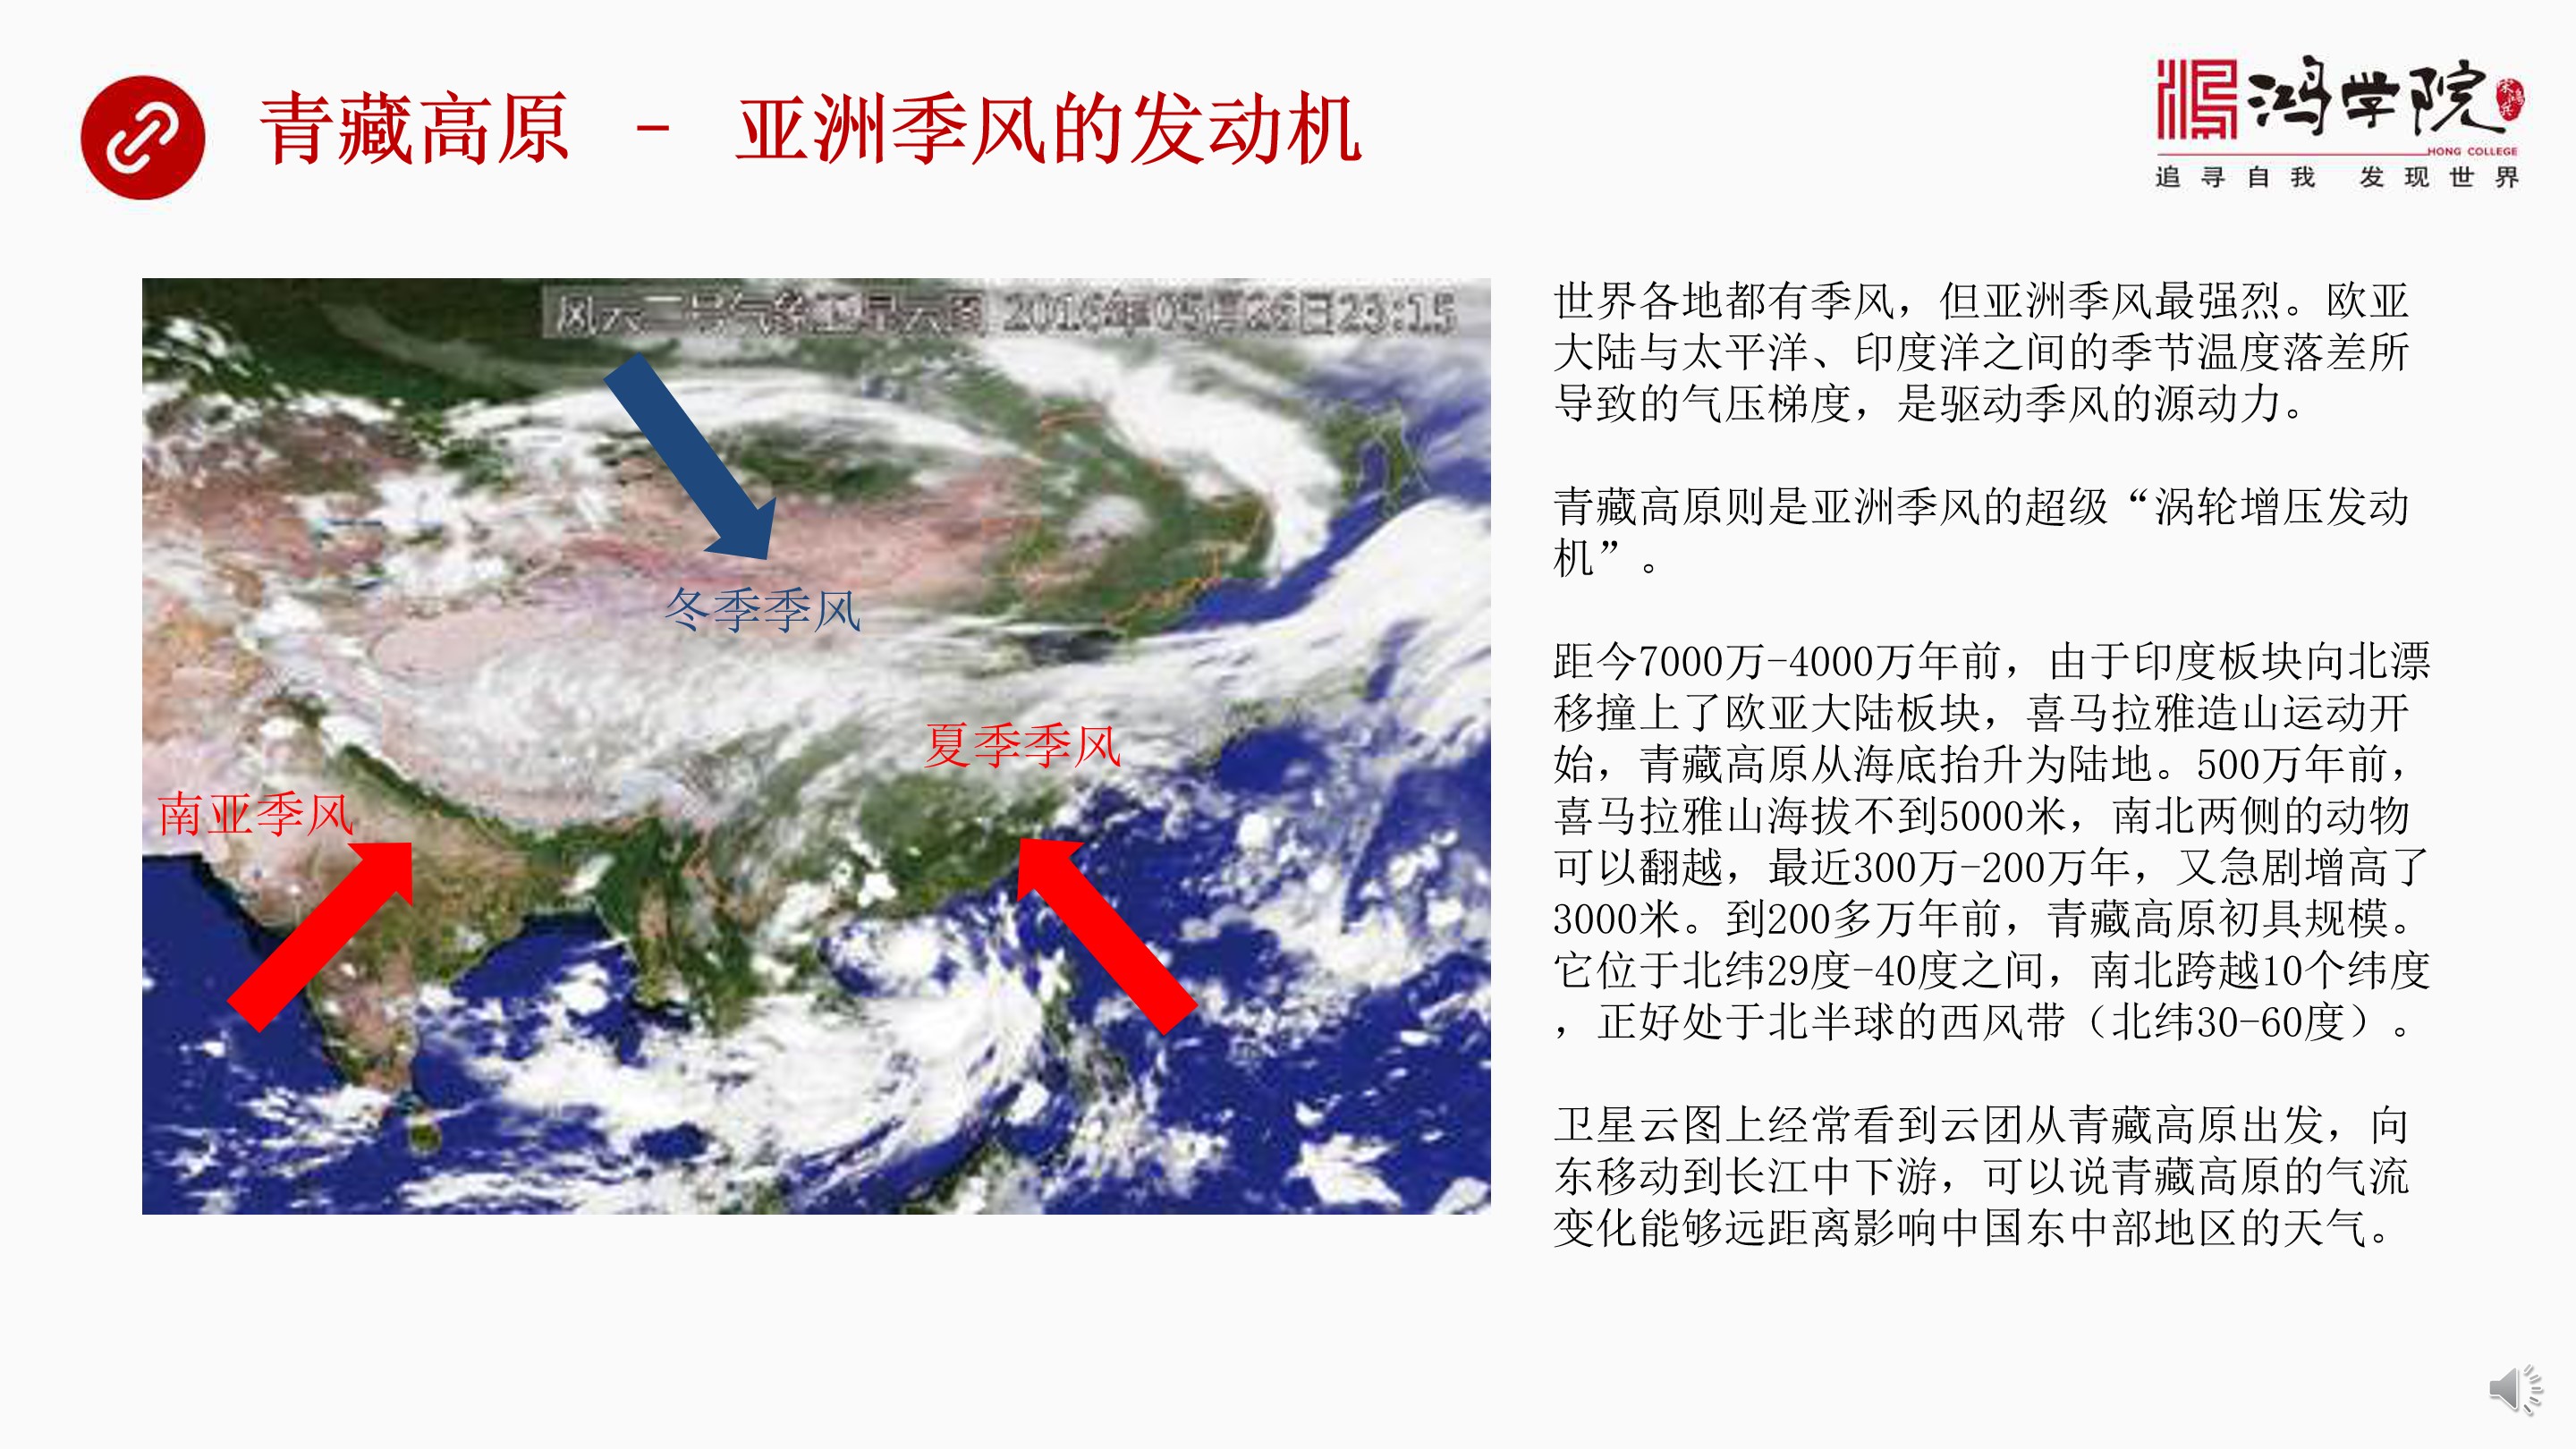 青藏高原 - 亚洲季风的发动机
鸿学院
HONG COLLEGE
追寻自我 发现世界
风云二号气象卫星云图 2016年05月26日23:15
冬季季风
夏季季风
南亚季风
世界各地都有季风，但亚洲季风最强烈。欧亚
大陆与太平洋、印度洋之间的季节温度落差所
导致的气压梯度，是驱动季风的源动力。
青藏高原则是亚洲季风的超级“涡轮增压发动
机”。
距今7000万-4000万年前，由于印度板块向北漂
移撞上了欧亚大陆板块，喜马拉雅造山运动开
始，青藏高原从海底抬升为陆地。500万年前，
喜马拉雅山海拔不到5000米，南北两侧的动物
可以翻越，最近300万-200万年，又急剧增高了
3000米。到200多万年前，青藏高原初具规模。
它位于北纬29度-40度之间，南北跨越10个纬度
，正好处于北半球的西风带（北纬30-60度）。
卫星云图上经常看到云团从青藏高原出发，向
东移动到长江中下游，可以说青藏高原的气流
变化能够远距离影响中国东中部地区的天气。